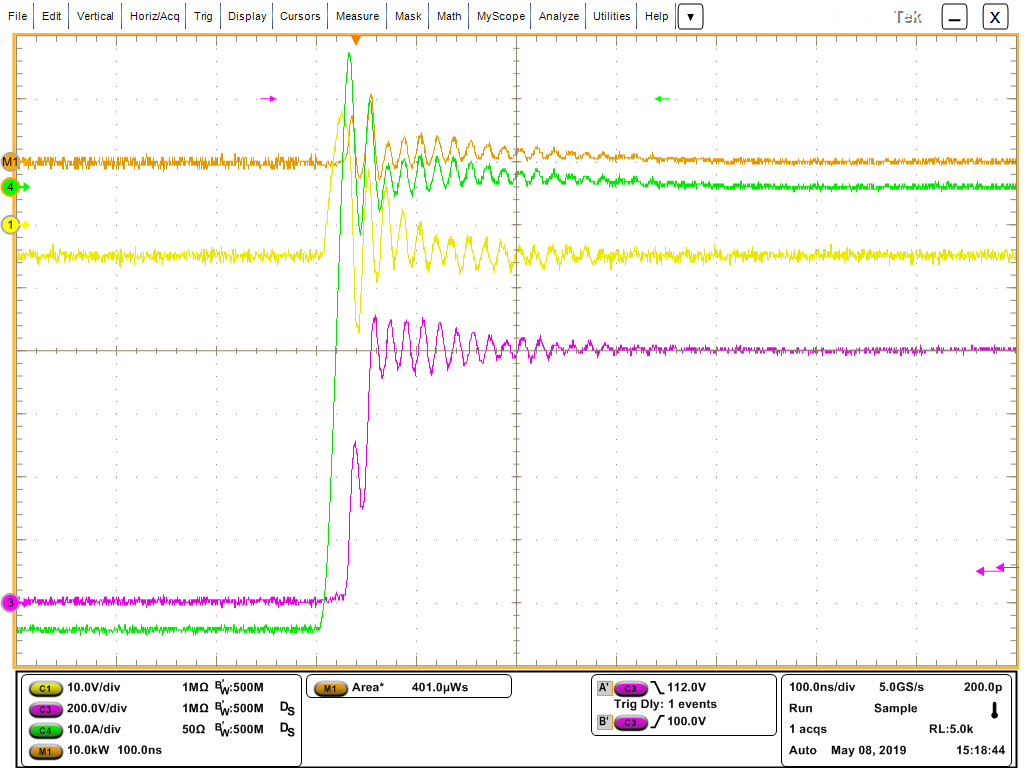 File Edit Vertical Horiz/Acq Trig Display Cursors Measure Mask Math MyScope Analyze Utilities Help ▼ Tek X
M1
4
1
3
C1 10.0V/div 1MΩ BW:500M
C3 200.0V/div 1MΩ BW:500M DS
C4 10.0A/div 50Ω BW:500M DS
M1 10.0kW 100.0ns
M1 Area* 401.0µWs
A' C3 112.0V
Trig Dly: 1 events
B' C3 100.0V
100.0ns/div 5.0GS/s 200.0p
Run Sample
1 acqs RL:5.0k
Auto May 08, 2019 15:18:44